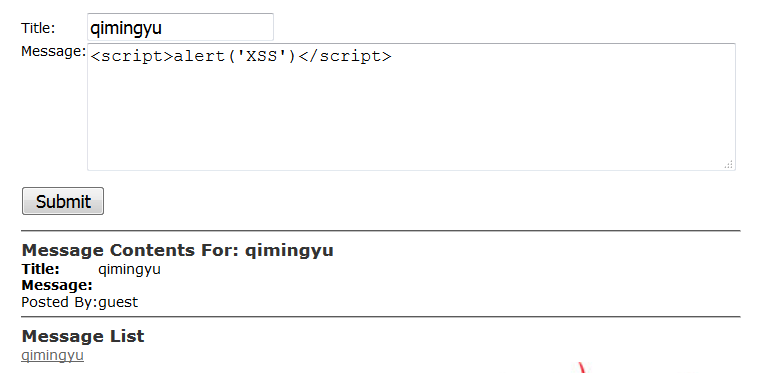 Title: qimingyu
Message: <script>alert('XSS')</script>
Submit
Message Contents For: qimingyu
Title: qimingyu
Message:
Posted By:guest
Message List
qimingyu